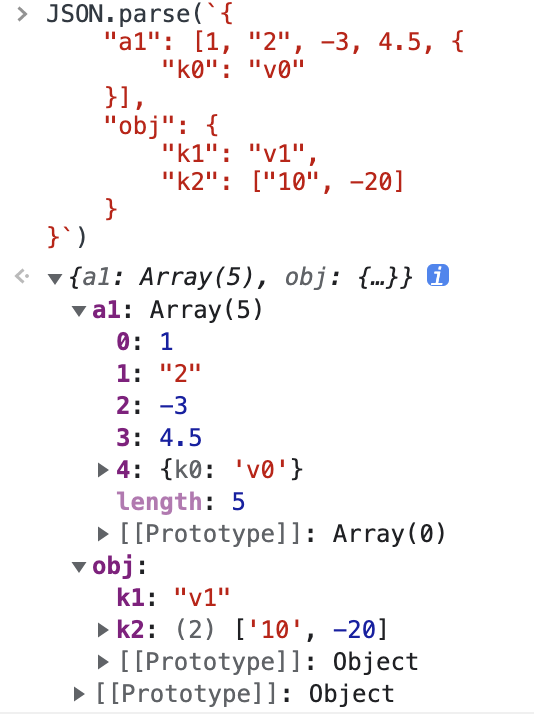 JSON.parse(`{
"a1": [1, "2", -3, 4.5, {
"k0": "v0"
}],
"obj": {
"k1": "v1",
"k2": ["10", -20]
}
}`)
{a1: Array(5), obj: {…}} i
a1: Array(5)
0: 1
1: "2"
2: -3
3: 4.5
4: {k0: 'v0'}
length: 5
[[Prototype]]: Array(0)
obj:
k1: "v1"
k2: (2) ['10', -20]
[[Prototype]]: Object
[[Prototype]]: Object